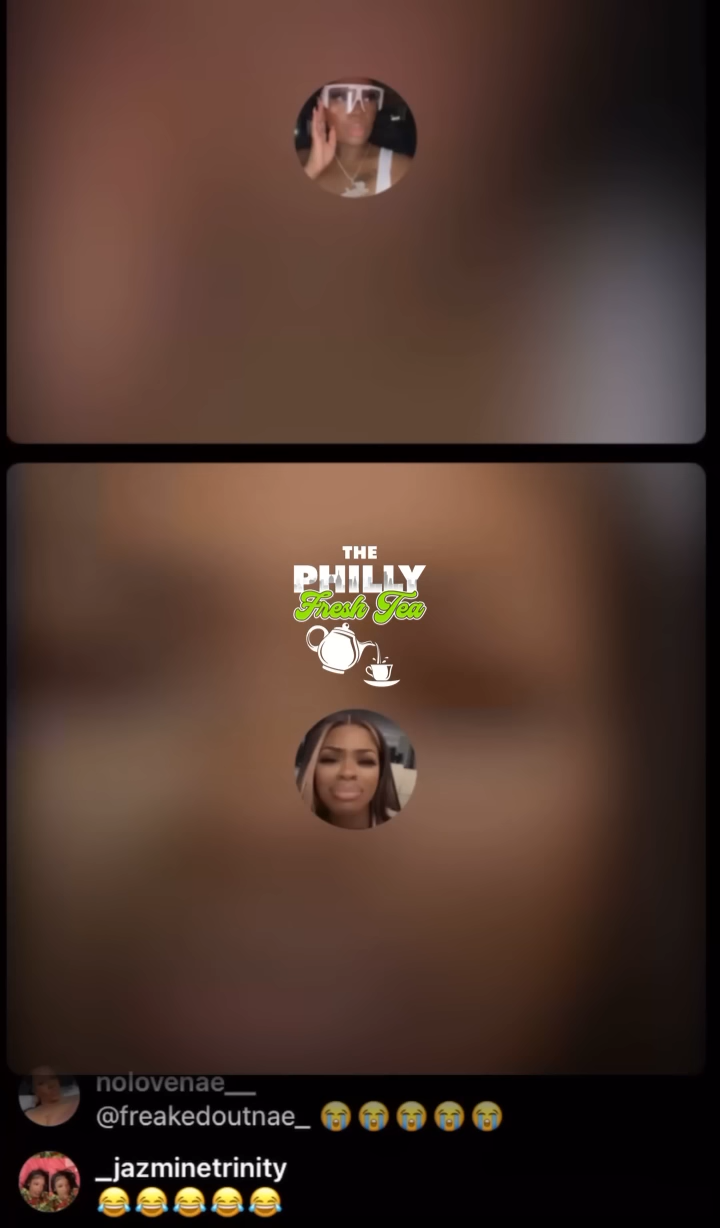 THE
PHILLY
Fresh Tea
nolovenae__
@freakedoutnae_ 😭😭😭😭😭
_jazminetrinity
😂😂😂😂😂